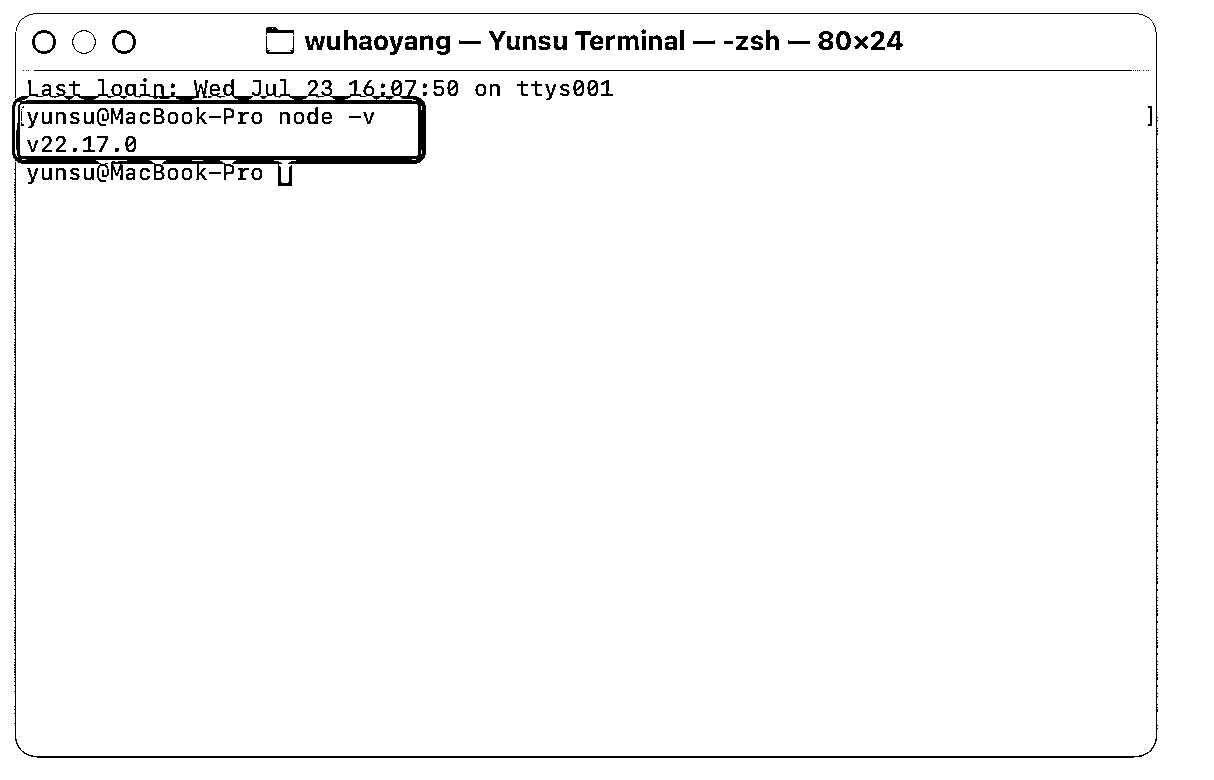 wuhaoyang — Yunsu Terminal — -zsh — 80×24
Last login: Wed Jul 23 16:07:50 on ttys001
[yunsu@MacBook-Pro node -v ]
v22.17.0
yunsu@MacBook-Pro